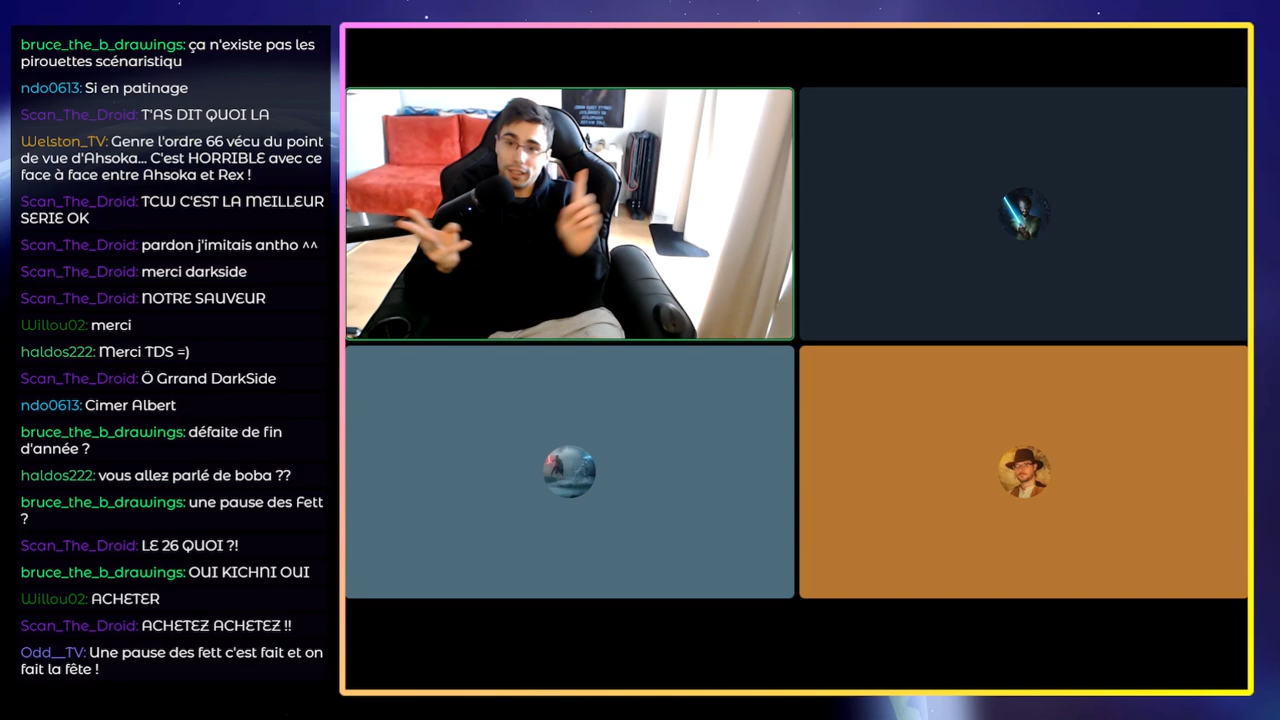 bruce_the_b_drawings: ça n'existe pas les
pirouettes scénaristiqu
ndo0613: Si en patinage
Scan_The_Droid: T'AS DIT QUOI LA
Welston_TV: Genre l'ordre 66 vécu du point
de vue d'Ahsoka... C'est HORRIBLE avec ce
face à face entre Ahsoka et Rex !
Scan_The_Droid: TCW C'EST LA MEILLEUR
SERIE OK
Scan_The_Droid: pardon j'imitais antho ^^
Scan_The_Droid: merci darkside
Scan_The_Droid: NOTRE SAUVEUR
Willou02: merci
haldos222: Merci TDS =)
Scan_The_Droid: Ö Grrand DarkSide
ndo0613: Cimer Albert
bruce_the_b_drawings: défaite de fin
d'année ?
haldos222: vous allez parlé de boba ??
bruce_the_b_drawings: une pause des Fett
?
Scan_The_Droid: LE 26 QUOI ?!
bruce_the_b_drawings: OUI KICHNI OUI
Willou02: ACHETER
Scan_The_Droid: ACHETEZ ACHETEZ !!
Odd__TV: Une pause des fett c'est fait et on
fait la fête !